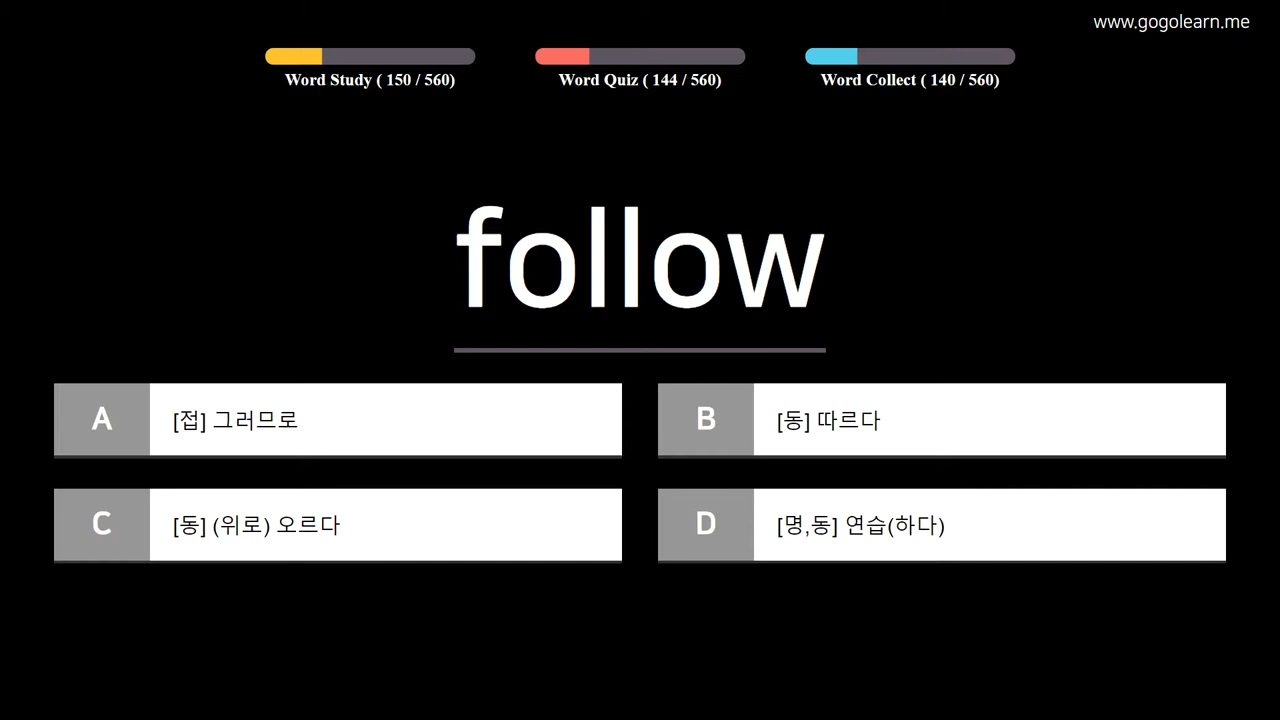 www.gogolearn.me
Word Study ( 150 / 560)
Word Quiz ( 144 / 560)
Word Collect ( 140 / 560)
follow
A [접] 그러므로
B [동] 따르다
C [동] (위로) 오르다
D [명,동] 연습(하다)